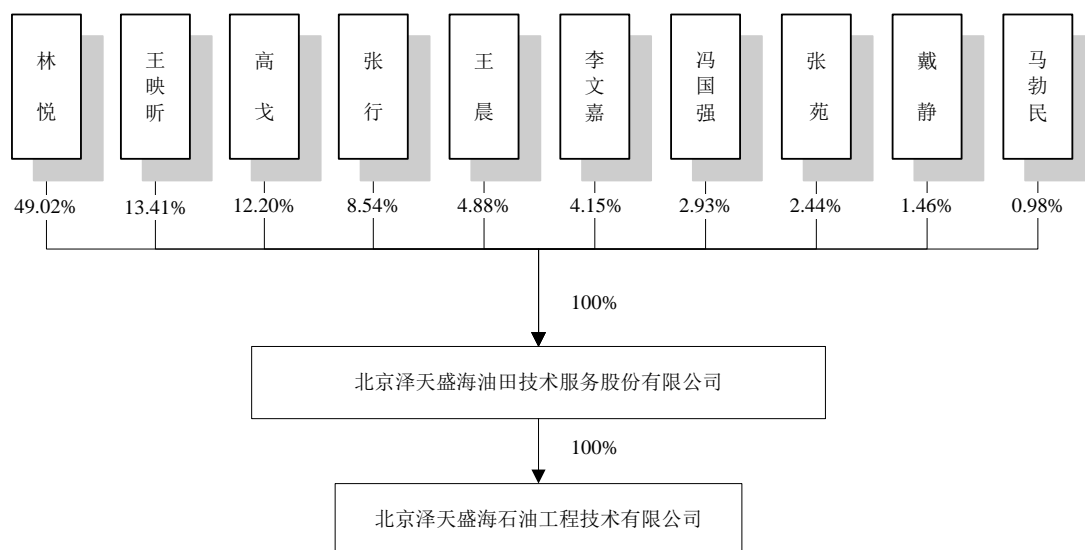 林悦
王映昕
高戈
张行
王晨
李文嘉
冯国强
张苑
戴静
马勃民
49.02%
13.41%
12.20%
8.54%
4.88%
4.15%
2.93%
2.44%
1.46%
0.98%
100%
北京泽天盛海油田技术服务股份有限公司
100%
北京泽天盛海石油工程技术有限公司